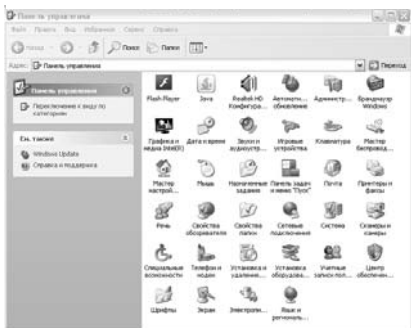 Панель управления
Файл Правка Вид Избранное Сервис Справка
Назад Поиск Папки
Адрес: Панель управления Переход
Панель управления
Переключение к виду по
категориям
См. также
Windows Update
Справка и поддержка
Flash Player Java Realtek HD Конфигура... Автомати... обновление Администр... Брандмауэр Windows
Графика и медиа (Intel(R) Дата и время Звуки и аудиоустр... Игровые устройства Клавиатура Мастер беспровод...
Мастер настрой... Мышь Назначенные задания Панель задач и меню "Пуск" Почта Принтеры и факсы
Речь Свойства обозревателя Свойства папки Сетевые подключения Система Сканеры и камеры
Специальные возможности Телефон и модем Установка и удаление... Установка оборудова... Учетные записи пол... Центр обеспечен...
Шрифты Экран Электропи... Язык и региональ...